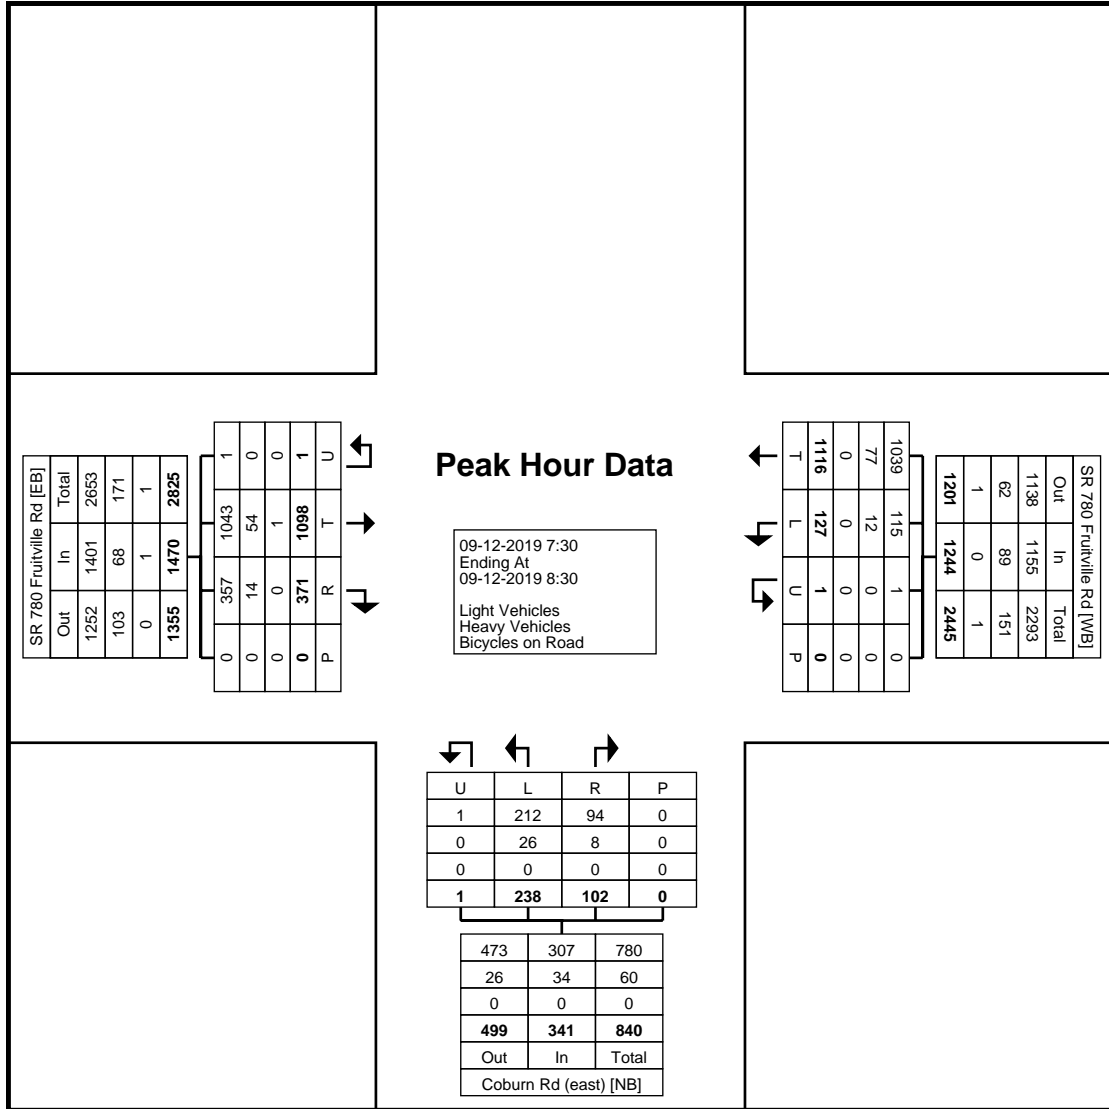 Peak Hour Data
09-12-2019 7:30
Ending At
09-12-2019 8:30
Light Vehicles
Heavy Vehicles
Bicycles on Road
SR 780 Fruitville Rd [EB]
Total In Out
2653 1401 1252
171 68 103
1 1 0
2825 1470 1355
1 1043 357 0
0 54 14 0
0 1 0 0
1 1098 371 0
U T R P
SR 780 Fruitville Rd [WB]
Out In Total
1138 1155 2293
62 89 151
1 0 1
1201 1244 2445
1039 115 1 0
77 12 0 0
0 0 0 0
1116 127 1 0
T L U P
U L R P
1 212 94 0
0 26 8 0
0 0 0 0
1 238 102 0
473 307 780
26 34 60
0 0 0
499 341 840
Out In Total
Coburn Rd (east) [NB]